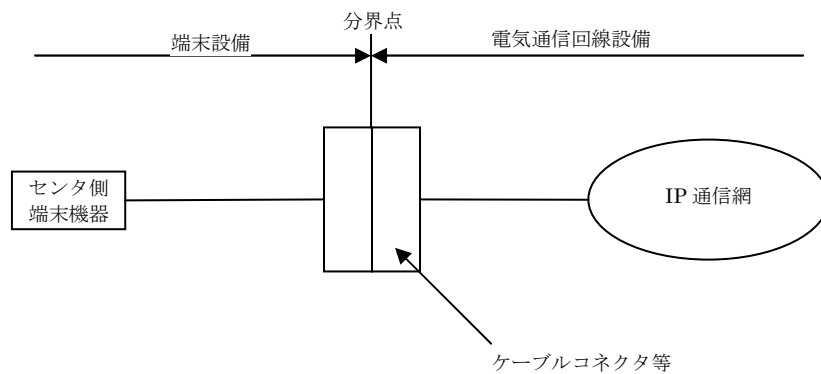 分界点
端末設備
電気通信回線設備
センタ側
端末機器
IP 通信網
ケーブルコネクタ等